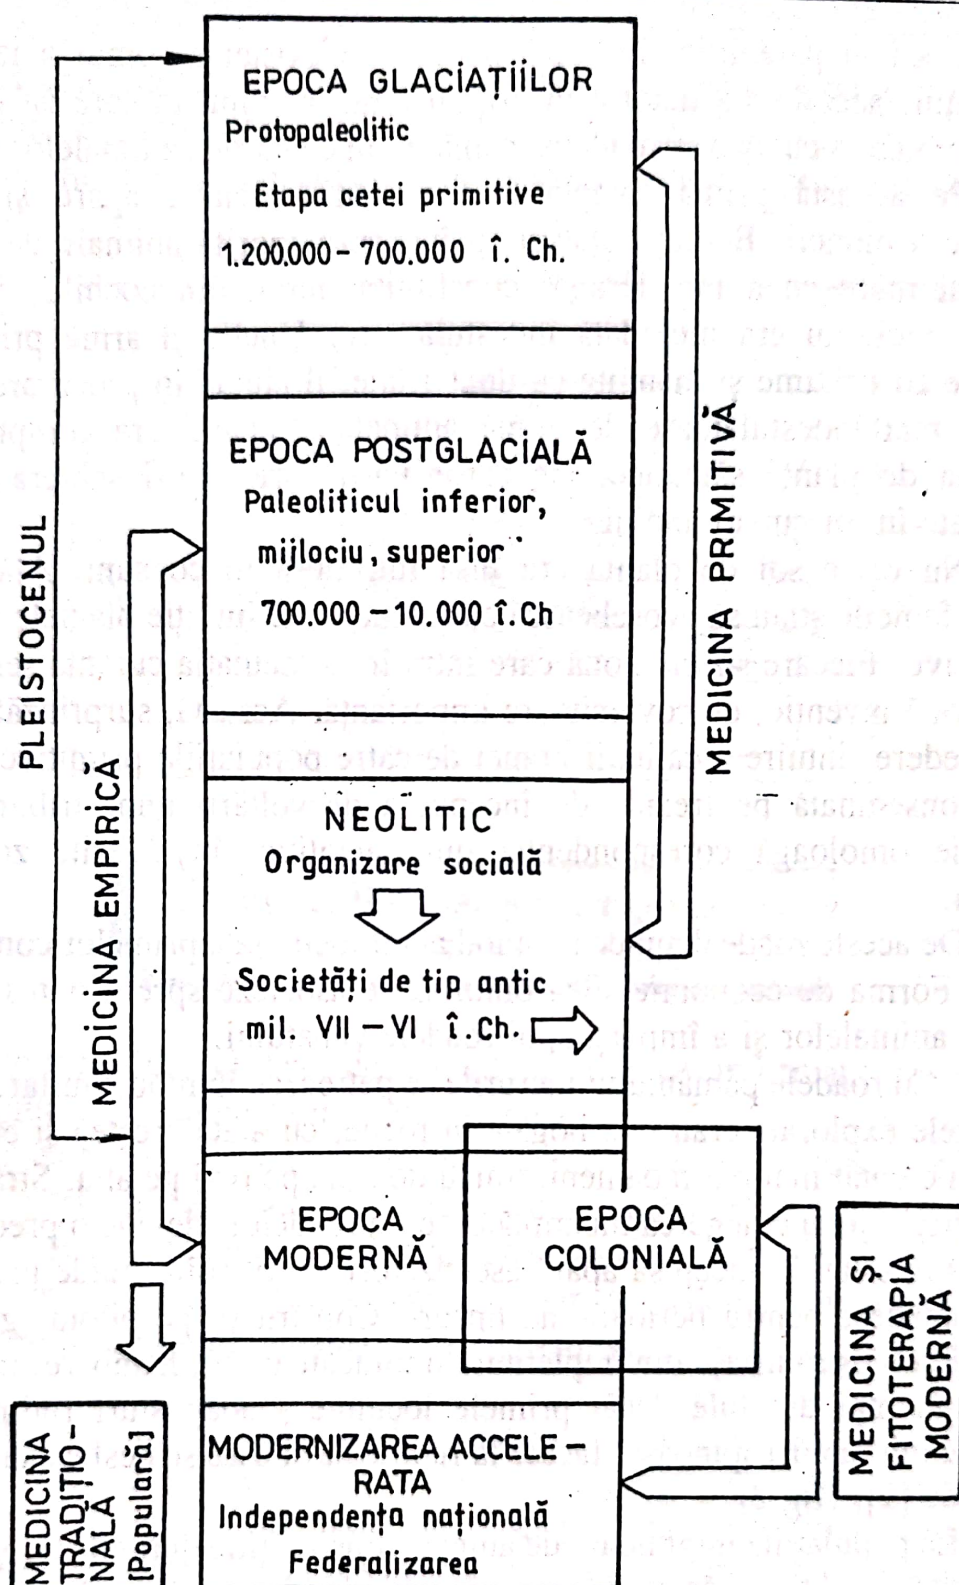 EPOCA GLACIAȚIILOR
Protopaleolitic
Etapa cetei primitive
1.200.000 - 700.000 î. Ch.
EPOCA POSTGLACIALĂ
Paleoliticul inferior,
mijlociu, superior
700.000 - 10.000 î.Ch
NEOLITIC
Organizare socială
Societăți de tip antic
mil. VII - VI î.Ch.
EPOCA
MODERNĂ
EPOCA
COLONIALĂ
MODERNIZAREA ACCELE-
RATA
Independența națională
Federalizarea
PLEISTOCENUL
MEDICINA EMPIRICĂ
MEDICINA PRIMITIVĂ
MEDICINA
TRADIȚIO-
NALĂ
[Populară]
MEDICINA ȘI
FITOTERAPIA
MODERNĂ